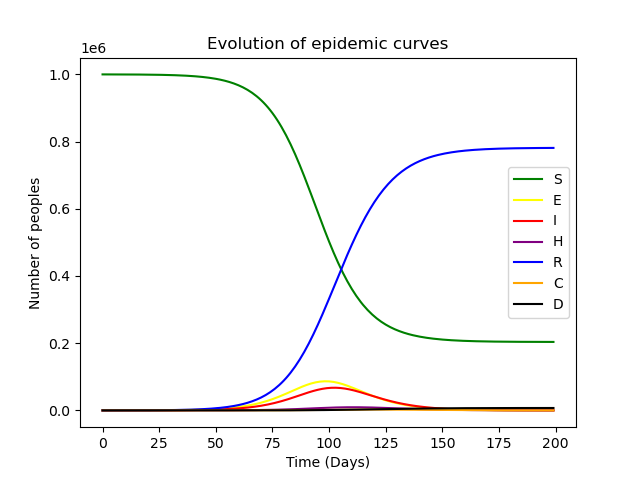 Evolution of epidemic curves
1e6
1.0
0.8
0.6
0.4
0.2
0.0
Number of peoples
S
E
I
H
R
C
D
0 25 50 75 100 125 150 175 200
Time (Days)